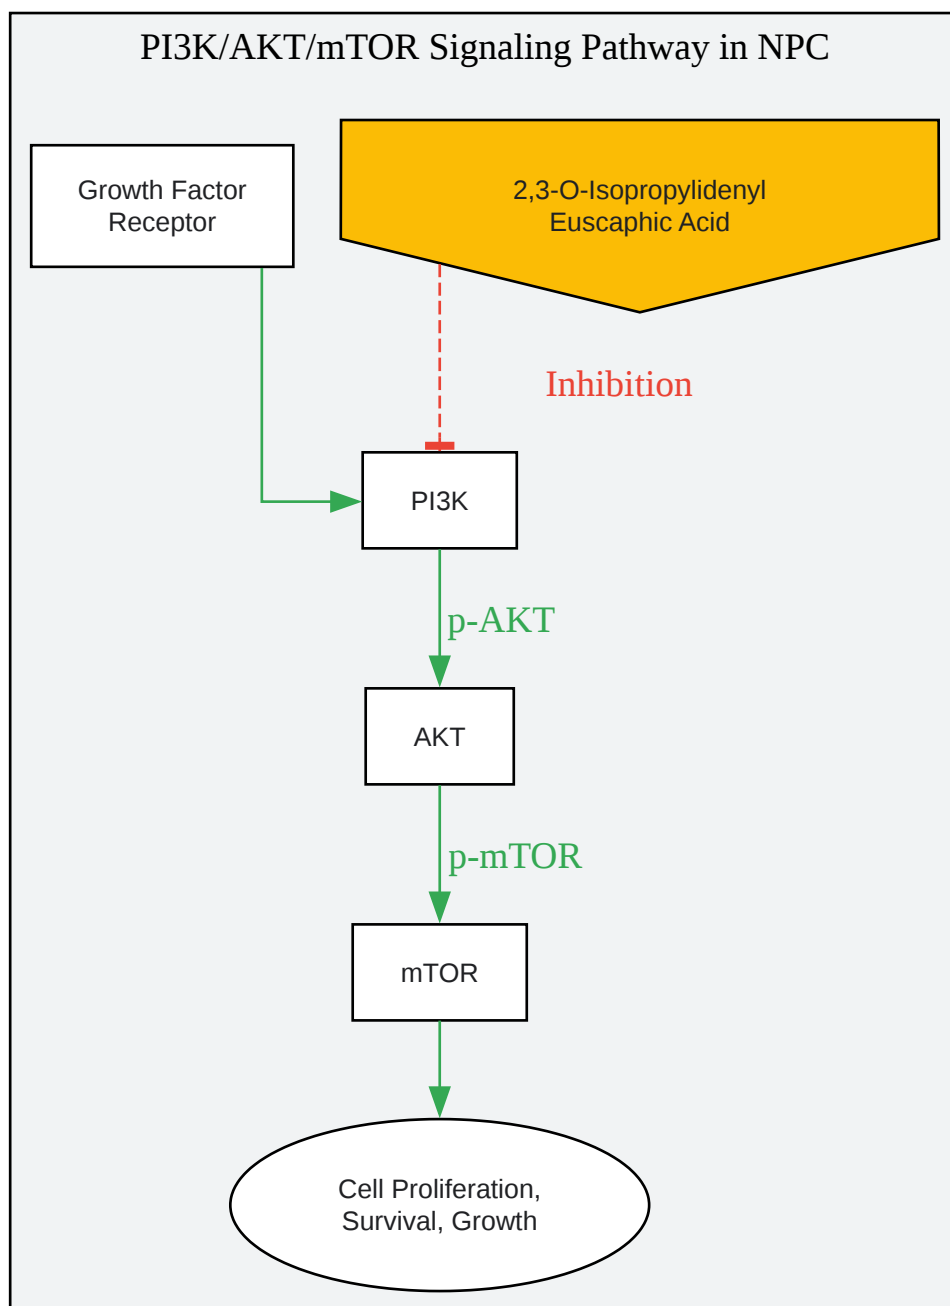 PI3K/AKT/mTOR Signaling Pathway in NPC
Growth Factor
Receptor
2,3-O-Isopropylidenyl
Euscaphic Acid
Inhibition
PI3K
p-AKT
AKT
p-mTOR
mTOR
Cell Proliferation,
Survival, Growth